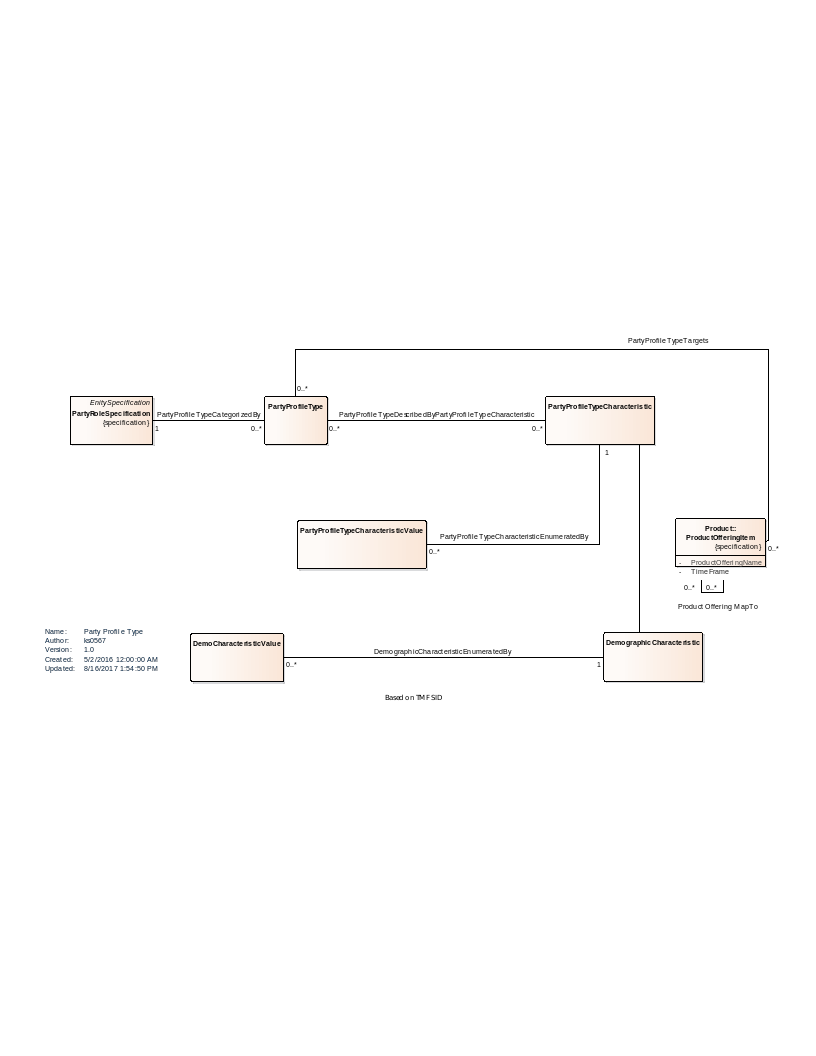 PartyProfileTypeTargets
0..*
EnitySpecification
PartyRoleSpecification
{specification}
PartyProfileTypeCategorizedBy
1
0..*
PartyProfileType
PartyProfileTypeDescribedByPartyProfileTypeCharacteristic
0..*
0..*
PartyProfileTypeCharacteristic
1
PartyProfileTypeCharacteristicValue
PartyProfileTypeCharacteristicEnumeratedBy
0..*
Product::
ProductOfferingItem
{specification}
0..*
- ProductOfferingName
- TimeFrame
0..* 0..*
Product Offering MapTo
Name: Party Profile Type
Author: ks0567
Version: 1.0
Created: 5/2/2016 12:00:00 AM
Updated: 8/16/2017 1:54:50 PM
DemoCharacteristicValue
DemographicCharacteristicEnumeratedBy
0..*
1
DemographicCharacteristic
Based on TMF SID